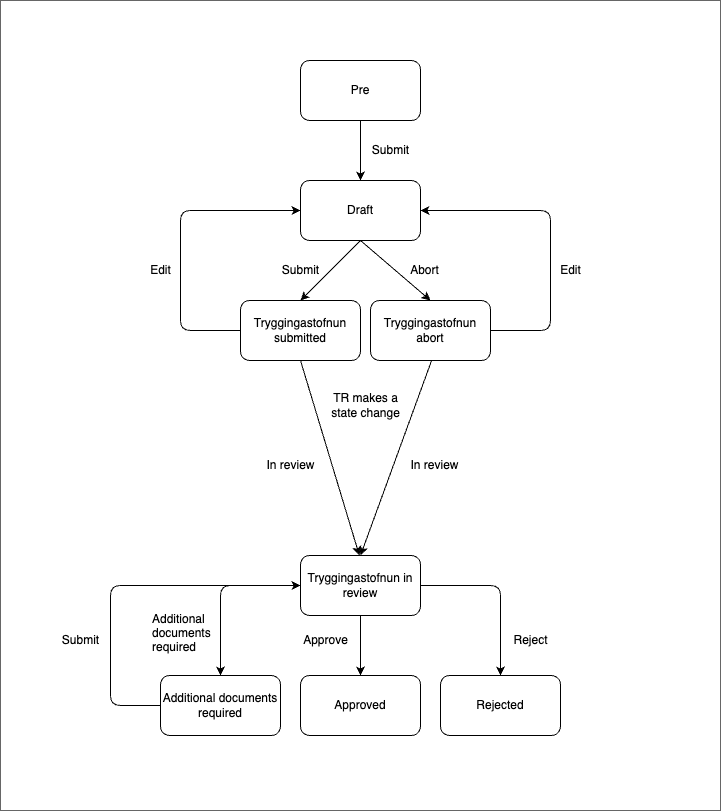 Pre
Submit
Draft
Edit
Submit
Abort
Edit
Tryggingastofnun
submitted
Tryggingastofnun
abort
TR makes a
state change
In review
In review
Tryggingastofnun in
review
Submit
Additional
documents
required
Approve
Reject
Additional documents
required
Approved
Rejected